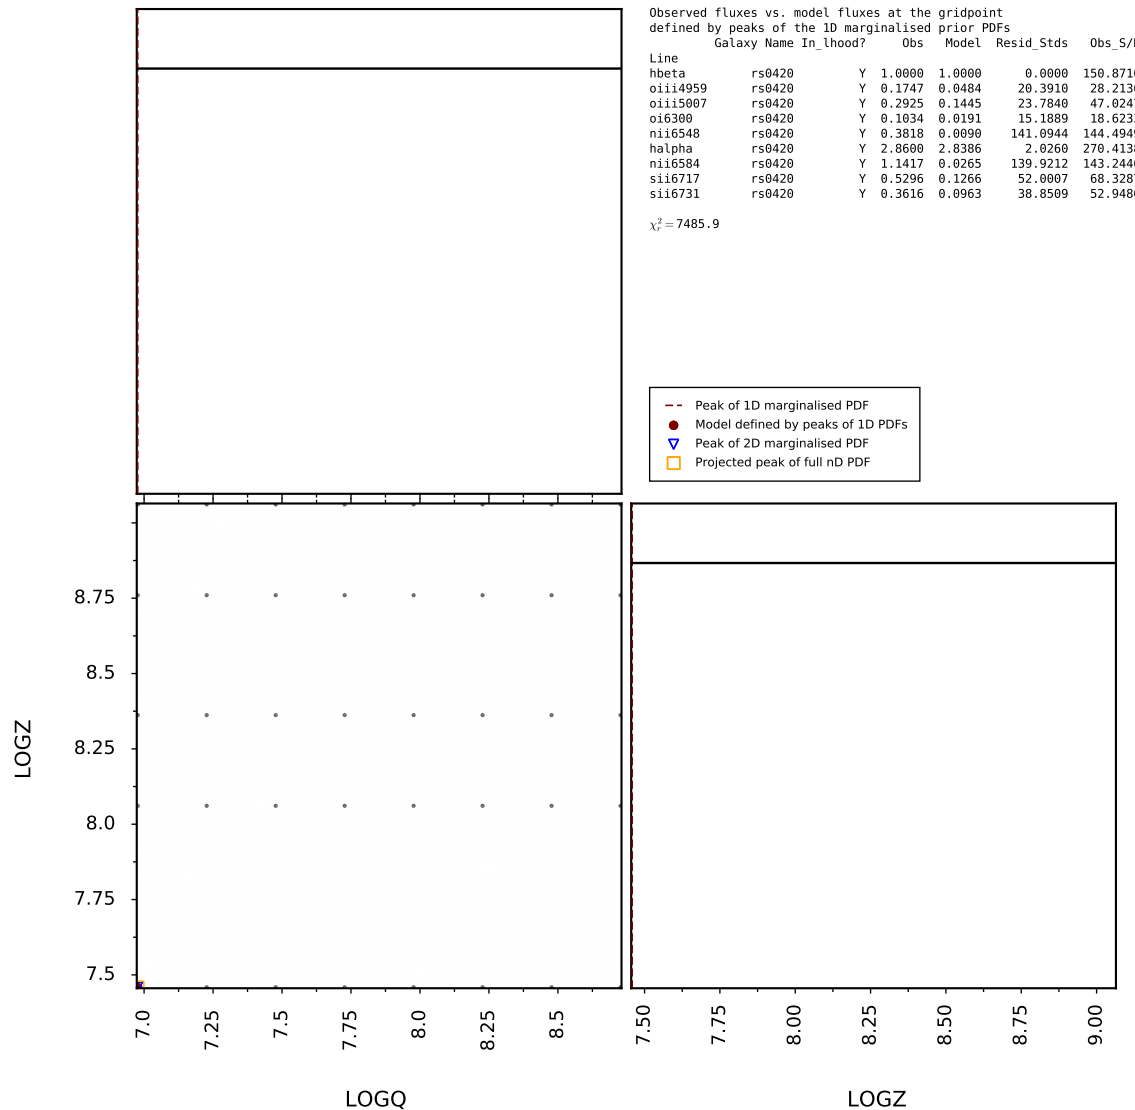 Observed fluxes vs. model fluxes at the gridpoint
defined by peaks of the 1D marginalised prior PDFs
Galaxy Name In_lhood? Obs Model Resid_Stds
Line
hbeta rs0420 Y 1.0000 1.0000 0.0000 150.871
oiii4959 rs0420 Y 0.1747 0.0484 20.3910 28.213
oiii5007 rs0420 Y 0.2925 0.1445 23.7840 47.024
oi6300 rs0420 Y 0.1034 0.0191 15.1889 18.623
nii6548 rs0420 Y 0.3818 0.0090 141.0944 144.494
halpha rs0420 Y 2.8600 2.8386 2.0260 270.413
nii6584 rs0420 Y 1.1417 0.0265 139.9212 143.244
sii6717 rs0420 Y 0.5296 0.1266 52.0007 68.328
sii6731 rs0420 Y 0.3616 0.0963 38.8509 52.948
χ²ᵣ = 7485.9
Peak of 1D marginalised PDF
Model defined by peaks of 1D PDFs
Peak of 2D marginalised PDF
Projected peak of full nD PDF
LOGZ
8.75
8.5
8.25
8.0
7.75
7.5
7.0 7.25 7.5 7.75 8.0 8.25 8.5
7.50 7.75 8.00 8.25 8.50 8.75 9.00
LOGQ
LOGZ